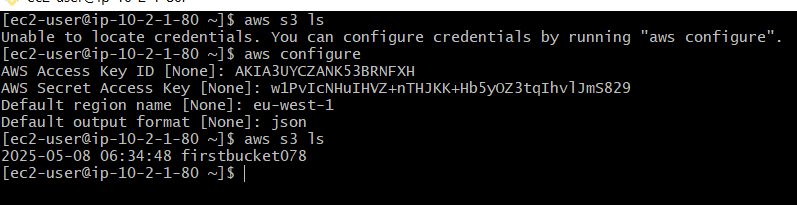 [ec2-user@ip-10-2-1-80 ~]$ aws s3 ls
Unable to locate credentials. You can configure credentials by running "aws configure".
[ec2-user@ip-10-2-1-80 ~]$ aws configure
AWS Access Key ID [None]: AKIA3UYCZANK53BRNFXH
AWS Secret Access Key [None]: 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
Default region name [None]: eu-west-1
Default output format [None]: json
[ec2-user@ip-10-2-1-80 ~]$ aws s3 ls
2025-05-08 06:34:48 firstbucket078
[ec2-user@ip-10-2-1-80 ~]$